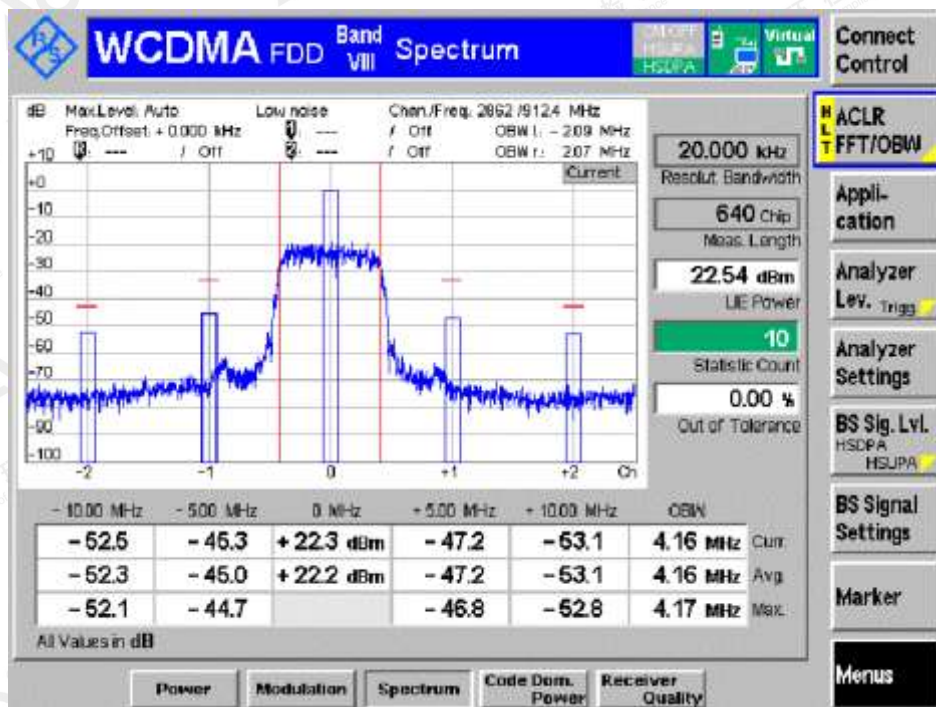 WCDMA FDD Band VIII Spectrum
HSDPA
Virtual
Connect Control
dB Max.Level: Auto Low noise Chan./Freq.: 2862 /912.4 MHz
Freq.Offset: + 0.000 kHz --- / Off OBW l.: - 2.09 MHz
--- / Off --- / Off OBW r.: 2.07 MHz
Current
+10
+0
-10
-20
-30
-40
-50
-60
-70
-90
-100
-2 -1 0 +1 +2 Ch
20.000 kHz
Resolut. Bandwidth
640 Chip
Meas. Length
22.54 dBm
UE Power
10
Statistic Count
0.00 %
Out of Tolerance
- 10.00 MHz - 5.00 MHz 0 MHz + 5.00 MHz + 10.00 MHz OBW
- 52.5 - 45.3 + 22.3 dBm - 47.2 - 53.1 4.16 MHz Curr.
- 52.3 - 45.0 + 22.2 dBm - 47.2 - 53.1 4.16 MHz Avg.
- 52.1 - 44.7 - 46.8 - 52.8 4.17 MHz Max.
All Values in dB
Power
Modulation
Spectrum
Code Dom. Power
Receiver Quality
H L T ACLR FFT/OBW
Appli-
cation
Analyzer
Lev. Trigg.
Analyzer
Settings
BS Sig. Lvl.
HSDPA
HSUPA
BS Signal
Settings
Marker
Menus